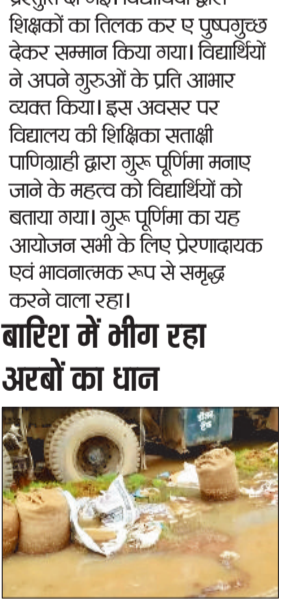 शिक्षकों का तिलक कर ए पुष्पगुच्छ
देकर सम्मान किया गया। विद्यार्थियों
ने अपने गुरुओं के प्रति आभार
व्यक्त किया। इस अवसर पर
विद्यालय की शिक्षिका सताक्षी
पाणिग्राही द्वारा गुरू पूर्णिमा मनाए
जाने के महत्व को विद्यार्थियों को
बताया गया। गुरू पूर्णिमा का यह
आयोजन सभी के लिए प्रेरणादायक
एवं भावनात्मक रूप से समृद्ध
करने वाला रहा।
बारिश में भीग रहा
अरबों का धान